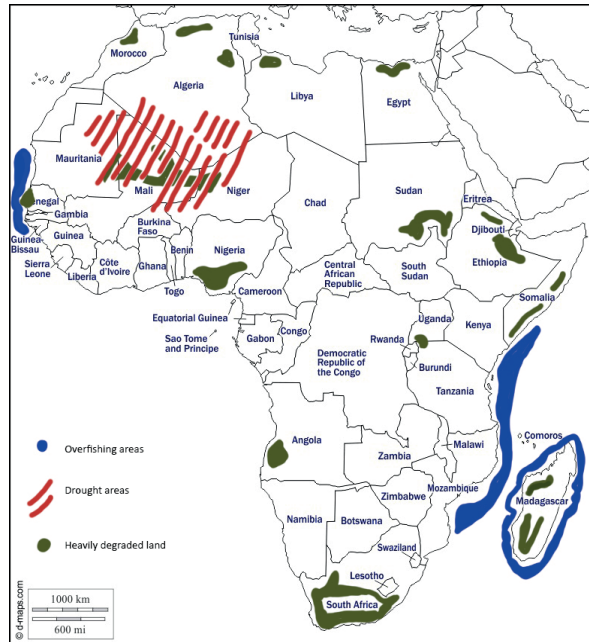 Tunisia
Morocco
Algeria
Libya
Egypt
Mauritania
Mali
Niger
Chad
Sudan
Eritrea
Senegal
Gambia
Djibouti
Guinea
Bissau
Guinea
Burkina
Faso
Benin
Nigeria
Ethiopia
Sierra
Leone
Liberia
Côte
d'Ivoire
Ghana
Togo
Central
African
Republic
South
Sudan
Cameroon
Somalia
Equatorial Guinea
Sao Tome
and Principe
Gabon
Congo
Uganda
Kenya
Rwanda
Democratic
Republic of
the Congo
Burundi
Tanzania
Angola
Zambia
Malawi
Comoros
Mozambique
Madagascar
Zimbabwe
Namibia
Botswana
Swaziland
Lesotho
South Africa
Overfishing areas
Drought areas
Heavily degraded land
1000 km
600 mi
© d-maps.com